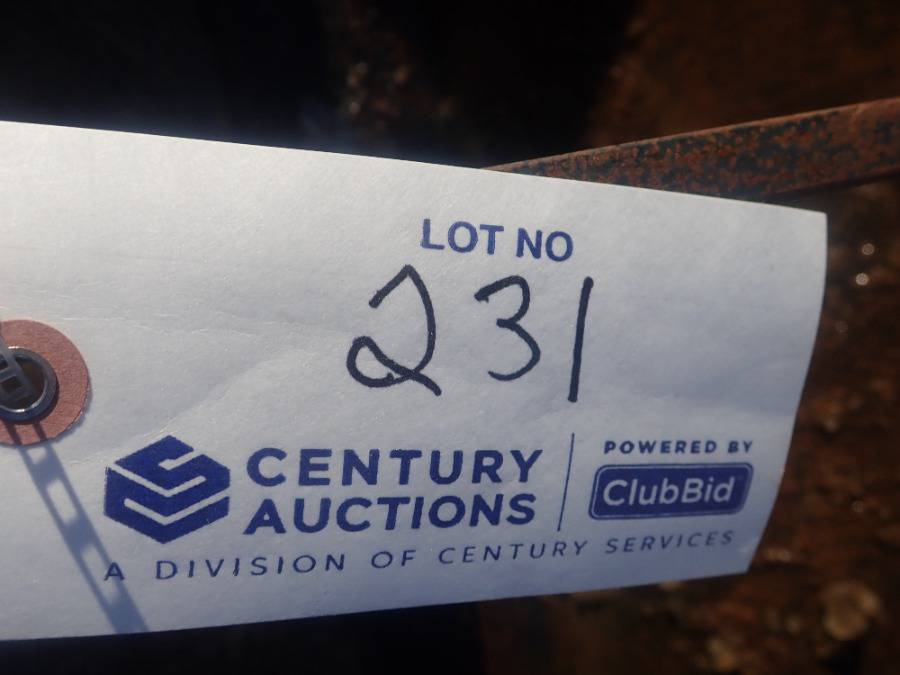 LOT NO
231
CENTURY
AUCTIONS
POWERED BY
ClubBid
A DIVISION OF CENTURY SERVICES